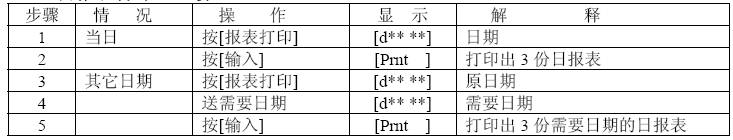 步骤 情 况 操 作 显 示 解 释
1 当日 按[报表打印] [d** **] 日期
2 按[输入] [Prnt ] 打印出3份日报表
3 其它日期 按[报表打印] [d** **] 原日期
4 送需要日期 [d** **] 需要日期
5 按[输入] [Prnt ] 打印出3份需要日期的日报表